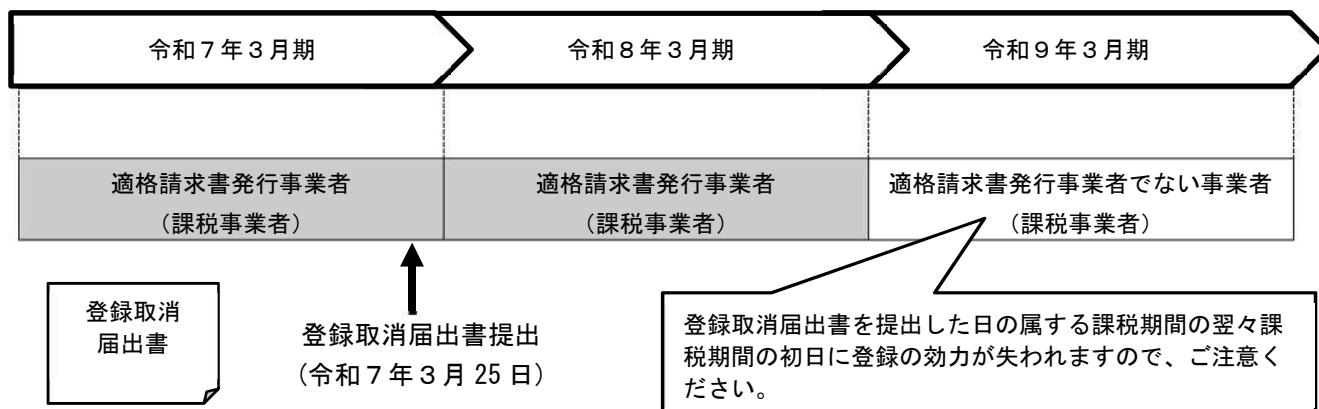 令和７年３月期
令和８年３月期
令和９年３月期
適格請求書発行事業者
（課税事業者）
適格請求書発行事業者
（課税事業者）
適格請求書発行事業者でない事業者
（課税事業者）
登録取消
届出書
登録取消届出書提出
（令和７年３月 25 日）
登録取消届出書を提出した日の属する課税期間の翌々課
税期間の初日に登録の効力が失われますので、ご注意く
ださい。